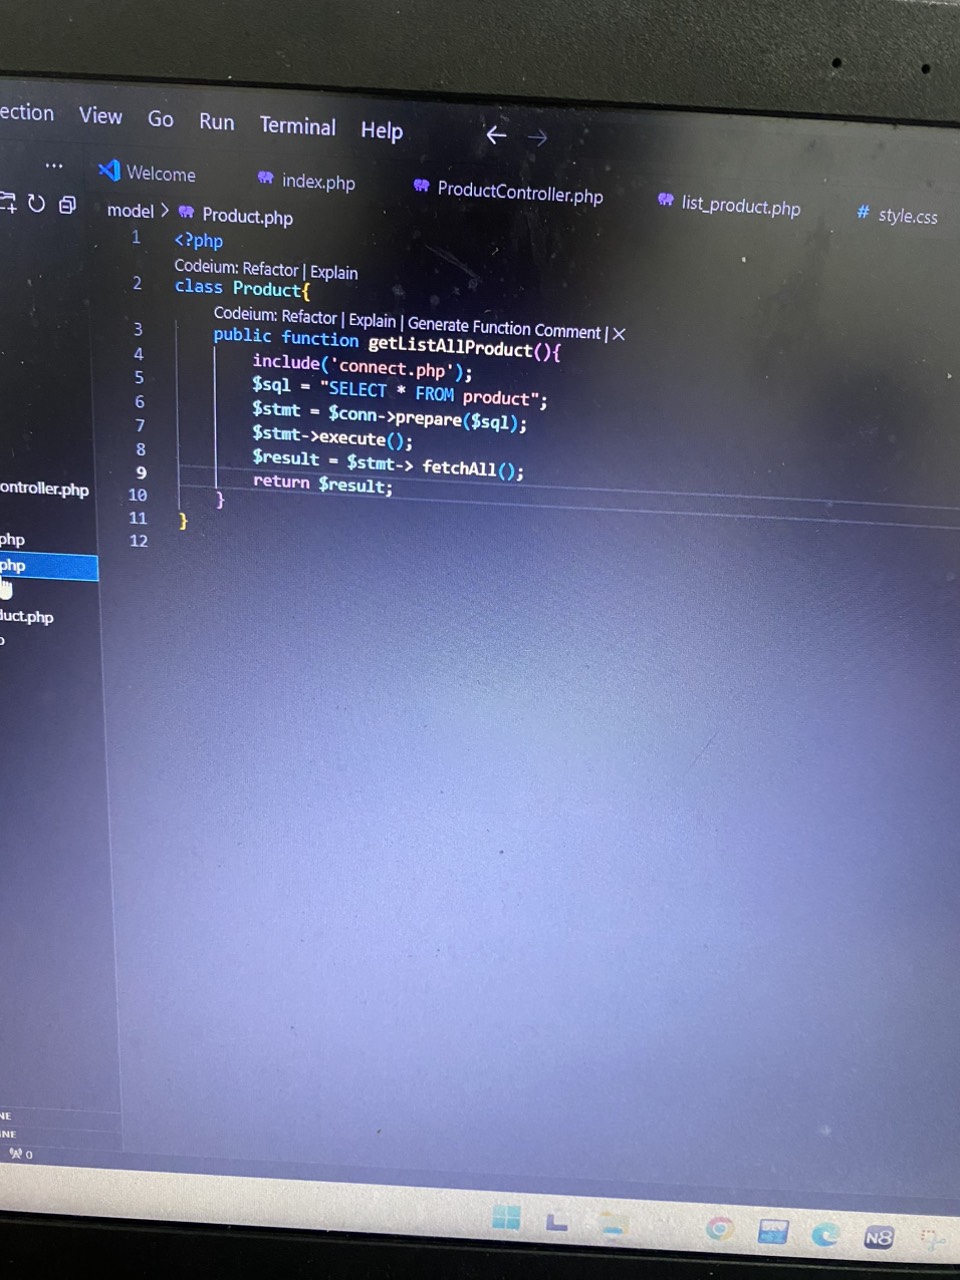 ection View Go Run Terminal Help
Welcome index.php ProductController.php list_product.php # style.css
model > Product.php
1 <?php
Codeium: Refactor | Explain
2 class Product{
Codeium: Refactor | Explain | Generate Function Comment | ×
3 public function getListAllProduct(){
4 include('connect.php');
5 $sql = "SELECT * FROM product";
6 $stmt = $conn->prepare($sql);
7 $stmt->execute();
8 $result = $stmt-> fetchAll();
9 return $result;
10 }
11 }
12
ontroller.php
php
php
duct.php
NE
INE
0
N8